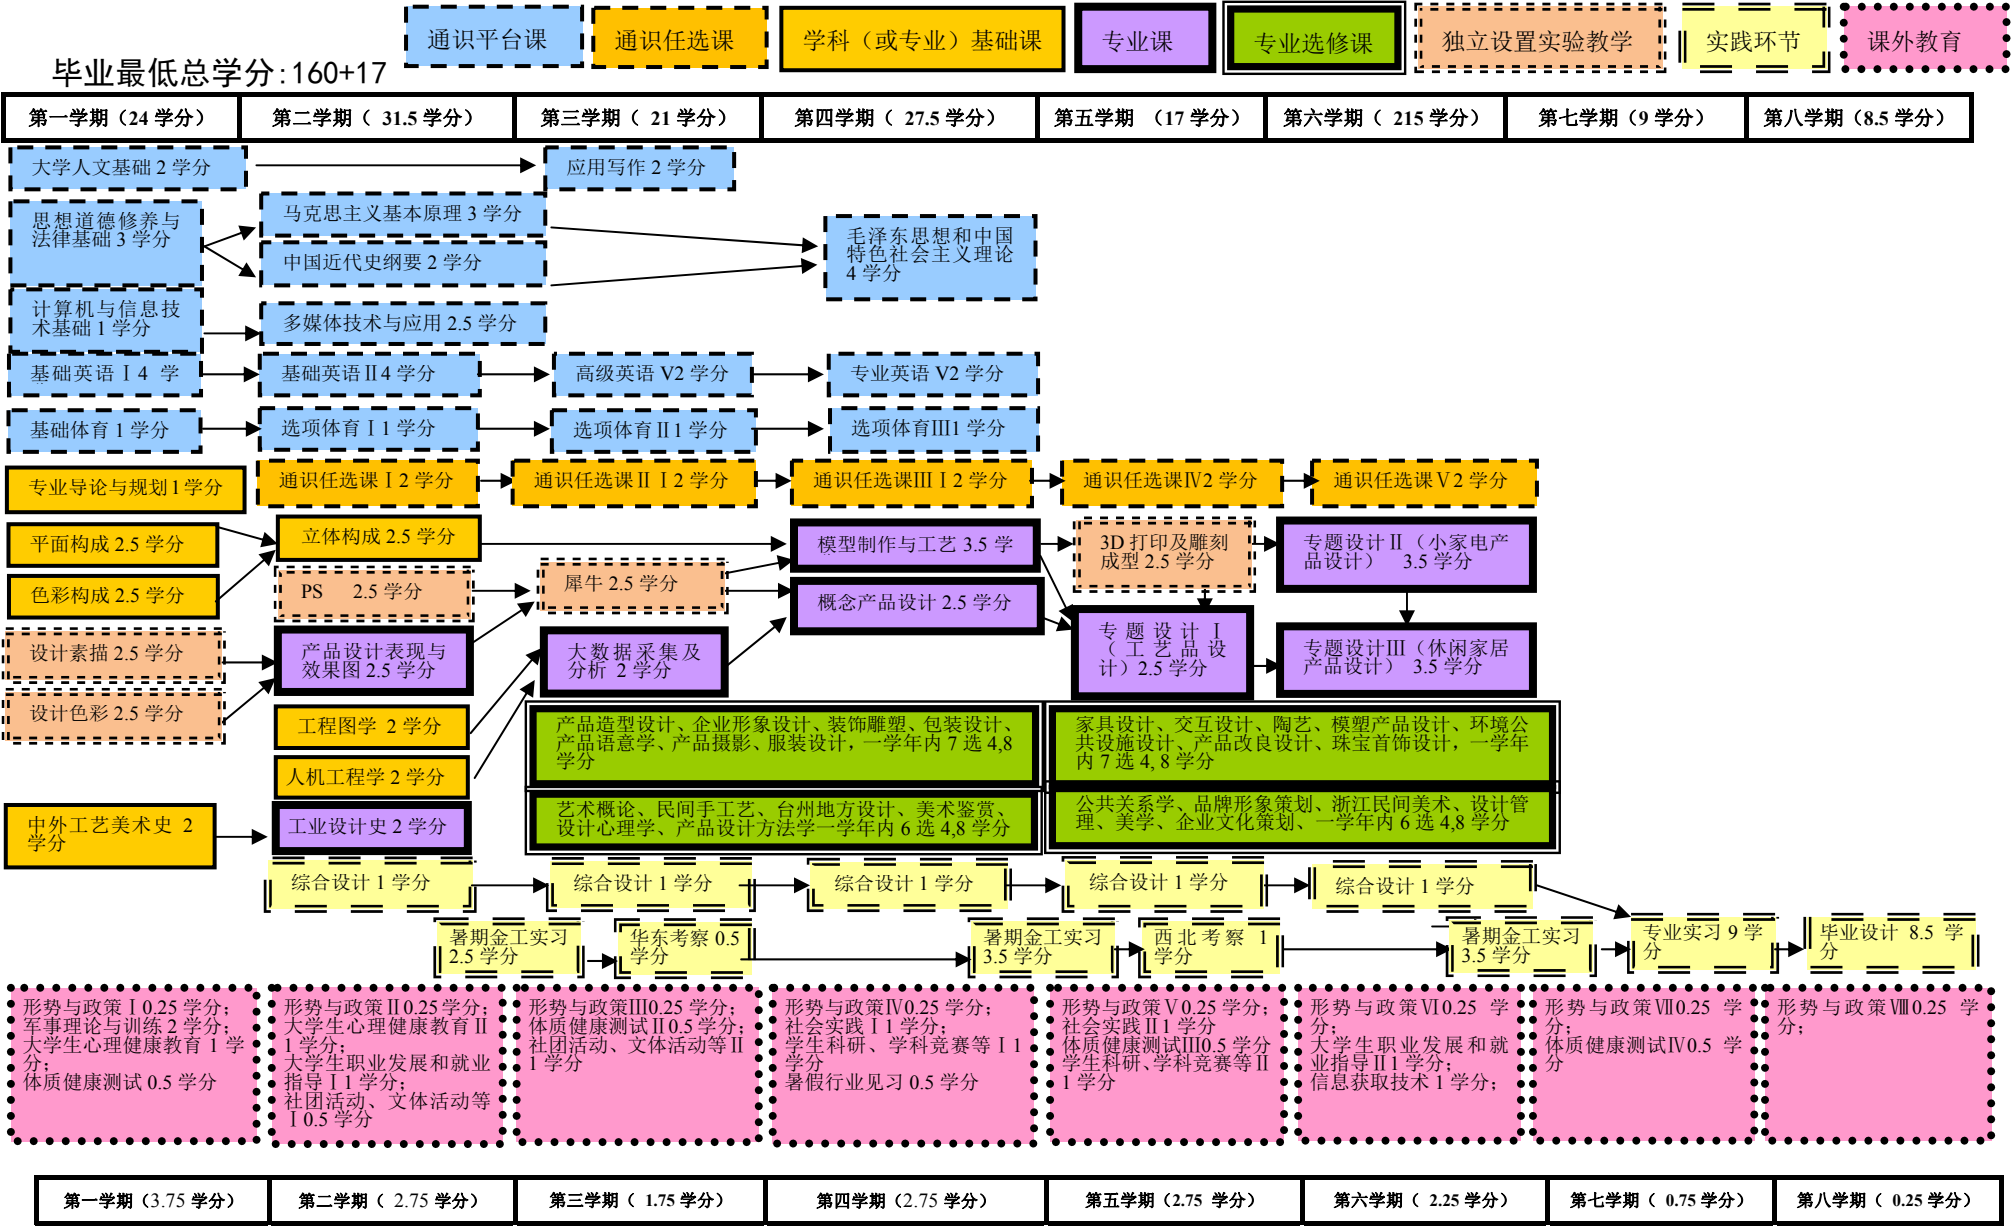 通识平台课
通识任选课
学科（或专业）基础课
专业课
专业选修课
独立设置实验教学
实践环节
课外教育
毕业最低总学分:160+17
第一学期（24 学分）
第二学期（ 31.5 学分）
第三学期（ 21 学分）
第四学期（ 27.5 学分）
第五学期 （17 学分）
第六学期（ 215 学分）
第七学期（9 学分）
第八学期（8.5 学分）
大学人文基础 2 学分
应用写作 2 学分
思想道德修养与
法律基础 3 学分
马克思主义基本原理 3 学分
中国近代史纲要 2 学分
毛泽东思想和中国
特色社会主义理论
4 学分
计算机与信息技
术基础 1 学分
多媒体技术与应用 2.5 学分
基础英语Ⅰ4 学
基础英语Ⅱ4 学分
高级英语 V2 学分
专业英语 V2 学分
基础体育 1 学分
选项体育Ⅰ1 学分
选项体育Ⅱ1 学分
选项体育Ⅲ1 学分
专业导论与规划 1 学分
通识任选课Ⅰ2 学分
通识任选课ⅡⅠ2 学分
通识任选课ⅢⅠ2 学分
通识任选课Ⅳ2 学分
通识任选课Ⅴ2 学分
平面构成 2.5 学分
立体构成 2.5 学分
模型制作与工艺 3.5 学
3D 打印及雕刻
成型 2.5 学分
专题设计Ⅱ（小家电产
品设计） 3.5 学分
色彩构成 2.5 学分
PS 2.5 学分
犀牛 2.5 学分
概念产品设计 2.5 学分
设计素描 2.5 学分
产品设计表现与
效果图 2.5 学分
大数据采集及
分析 2 学分
专题设计Ⅰ
（工艺品设
计）2.5 学分
专题设计Ⅲ（休闲家居
产品设计） 3.5 学分
设计色彩 2.5 学分
工程图学 2 学分
人机工程学 2 学分
产品造型设计、企业形象设计、装饰雕塑、包装设计、
产品语意学、产品摄影、服装设计，一学年内 7 选 4,8
学分
家具设计、交互设计、陶艺、模塑产品设计、环境公
共设施设计、产品改良设计、珠宝首饰设计，一学年
内 7 选 4, 8 学分
中外工艺美术史 2
学分
工业设计史 2 学分
艺术概论、民间手工艺、台州地方设计、美术鉴赏、
设计心理学、产品设计方法学一学年内 6 选 4,8 学分
公共关系学、品牌形象策划、浙江民间美术、设计管
理、美学、企业文化策划、一学年内 6 选 4,8 学分
综合设计 1 学分
综合设计 1 学分
综合设计 1 学分
综合设计 1 学分
综合设计 1 学分
暑期金工实习
2.5 学分
华东考察 0.5
学分
暑期金工实习
3.5 学分
西北考察 1
学分
暑期金工实习
3.5 学分
专业实习 9 学
分
毕业设计 8.5 学
分
形势与政策Ⅰ0.25 学分；
军事理论与训练 2 学分；
大学生心理健康教育 1 学
分；
体质健康测试 0.5 学分
形势与政策Ⅱ0.25 学分；
大学生心理健康教育Ⅱ
1 学分；
大学生职业发展和就业
指导Ⅰ1 学分；
社团活动、文体活动等
Ⅰ0.5 学分
形势与政策Ⅲ0.25 学分；
体质健康测试Ⅱ0.5 学分；
社团活动、文体活动等Ⅱ
1 学分
形势与政策Ⅳ0.25 学分；
社会实践Ⅰ1 学分；
学生科研、学科竞赛等Ⅰ1
学分
暑假行业见习 0.5 学分
形势与政策Ⅴ0.25 学分；
社会实践Ⅱ1 学分
体质健康测试Ⅲ0.5 学分
学生科研、学科竞赛等Ⅱ
1 学分
形势与政策Ⅵ0.25 学
分；
大学生职业发展和就
业指导Ⅱ1 学分；
信息获取技术 1 学分；
形势与政策Ⅶ0.25 学
分；
体质健康测试Ⅳ0.5 学
分
形势与政策Ⅷ0.25 学
分；
第一学期（3.75 学分）
第二学期（ 2.75 学分）
第三学期（ 1.75 学分）
第四学期（2.75 学分）
第五学期（2.75 学分）
第六学期（ 2.25 学分）
第七学期（ 0.75 学分）
第八学期（ 0.25 学分）